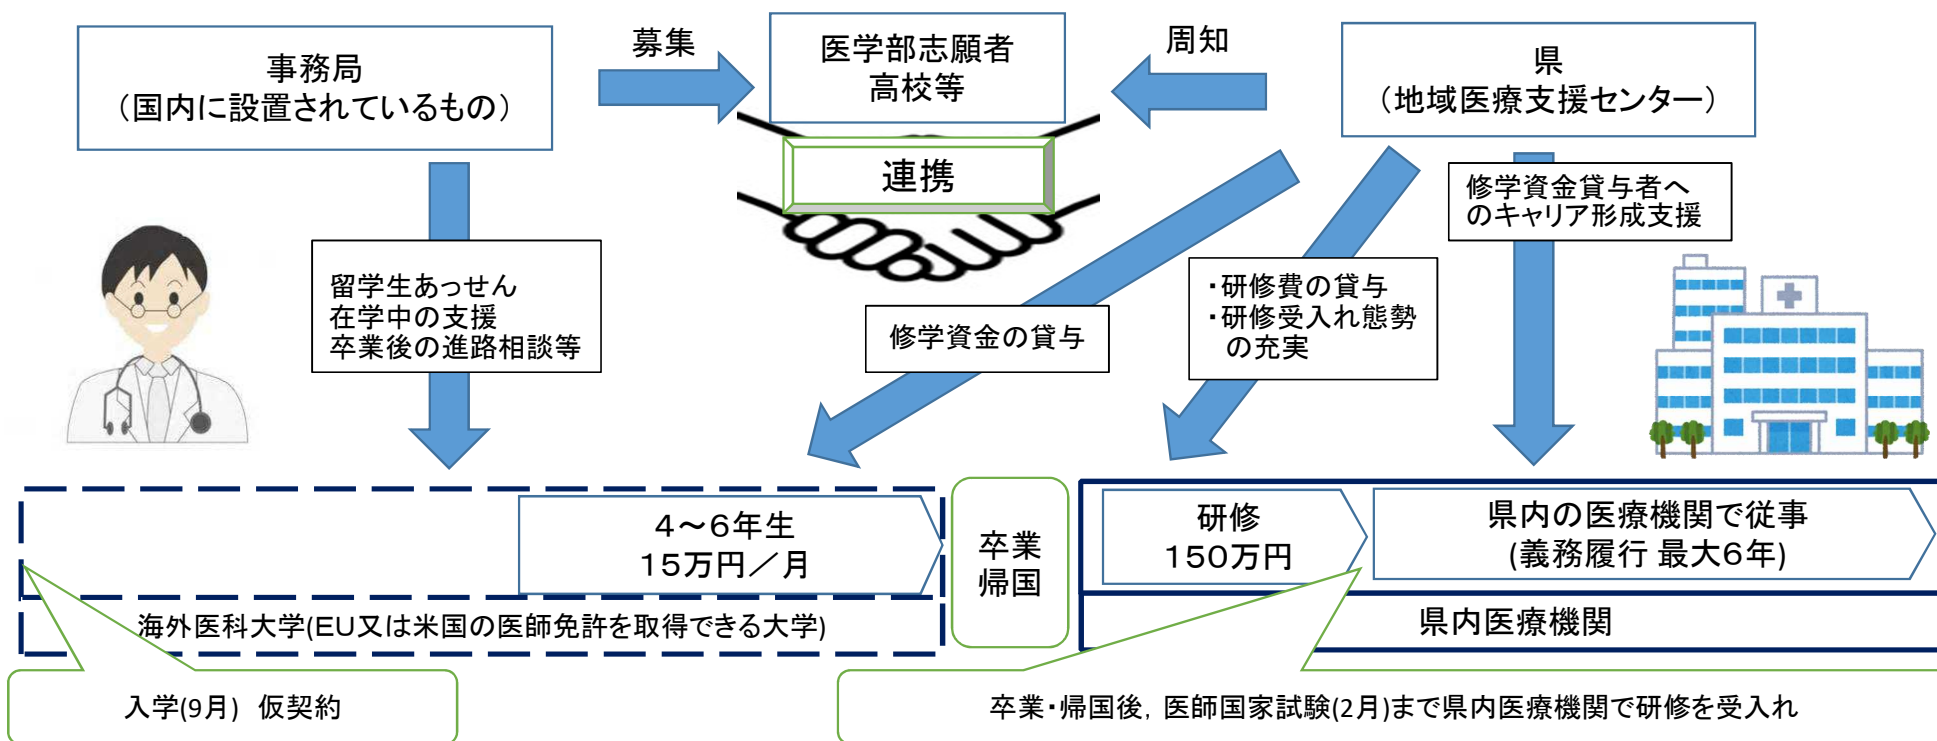 事務局
（国内に設置されているもの）
募集
医学部志願者
高校等
周知
県
（地域医療支援センター）
連携
修学資金貸与者へ
のキャリア形成支援
留学生あっせん
在学中の支援
卒業後の進路相談等
修学資金の貸与
・研修費の貸与
・研修受入れ態勢
の充実
４～６年生
１５万円／月
卒業
帰国
研修
１５０万円
県内の医療機関で従事
(義務履行 最大６年)
海外医科大学(ＥＵ又は米国の医師免許を取得できる大学)
県内医療機関
入学(9月)　仮契約
卒業・帰国後，医師国家試験(2月)まで県内医療機関で研修を受入れ